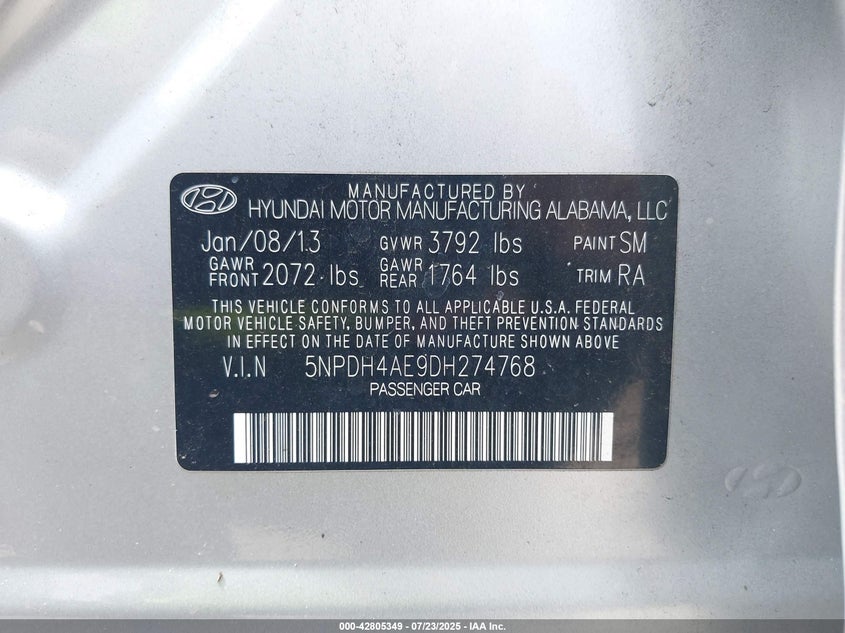 MANUFACTURED BY
HYUNDAI MOTOR MANUFACTURING ALABAMA, LLC
Jan/08/13 GVWR 3792 lbs PAINT SM
GAWR FRONT 2072 lbs GAWR REAR 1764 lbs TRIM RA
THIS VEHICLE CONFORMS TO ALL APPLICABLE U.S.A. FEDERAL
MOTOR VEHICLE SAFETY, BUMPER, AND THEFT PREVENTION STANDARDS
IN EFFECT ON THE DATE OF MANUFACTURE SHOWN ABOVE
V.I.N 5NPDH4AE9DH274768
PASSENGER CAR
000-42805349 - 07/23/2025 - IAA Inc.